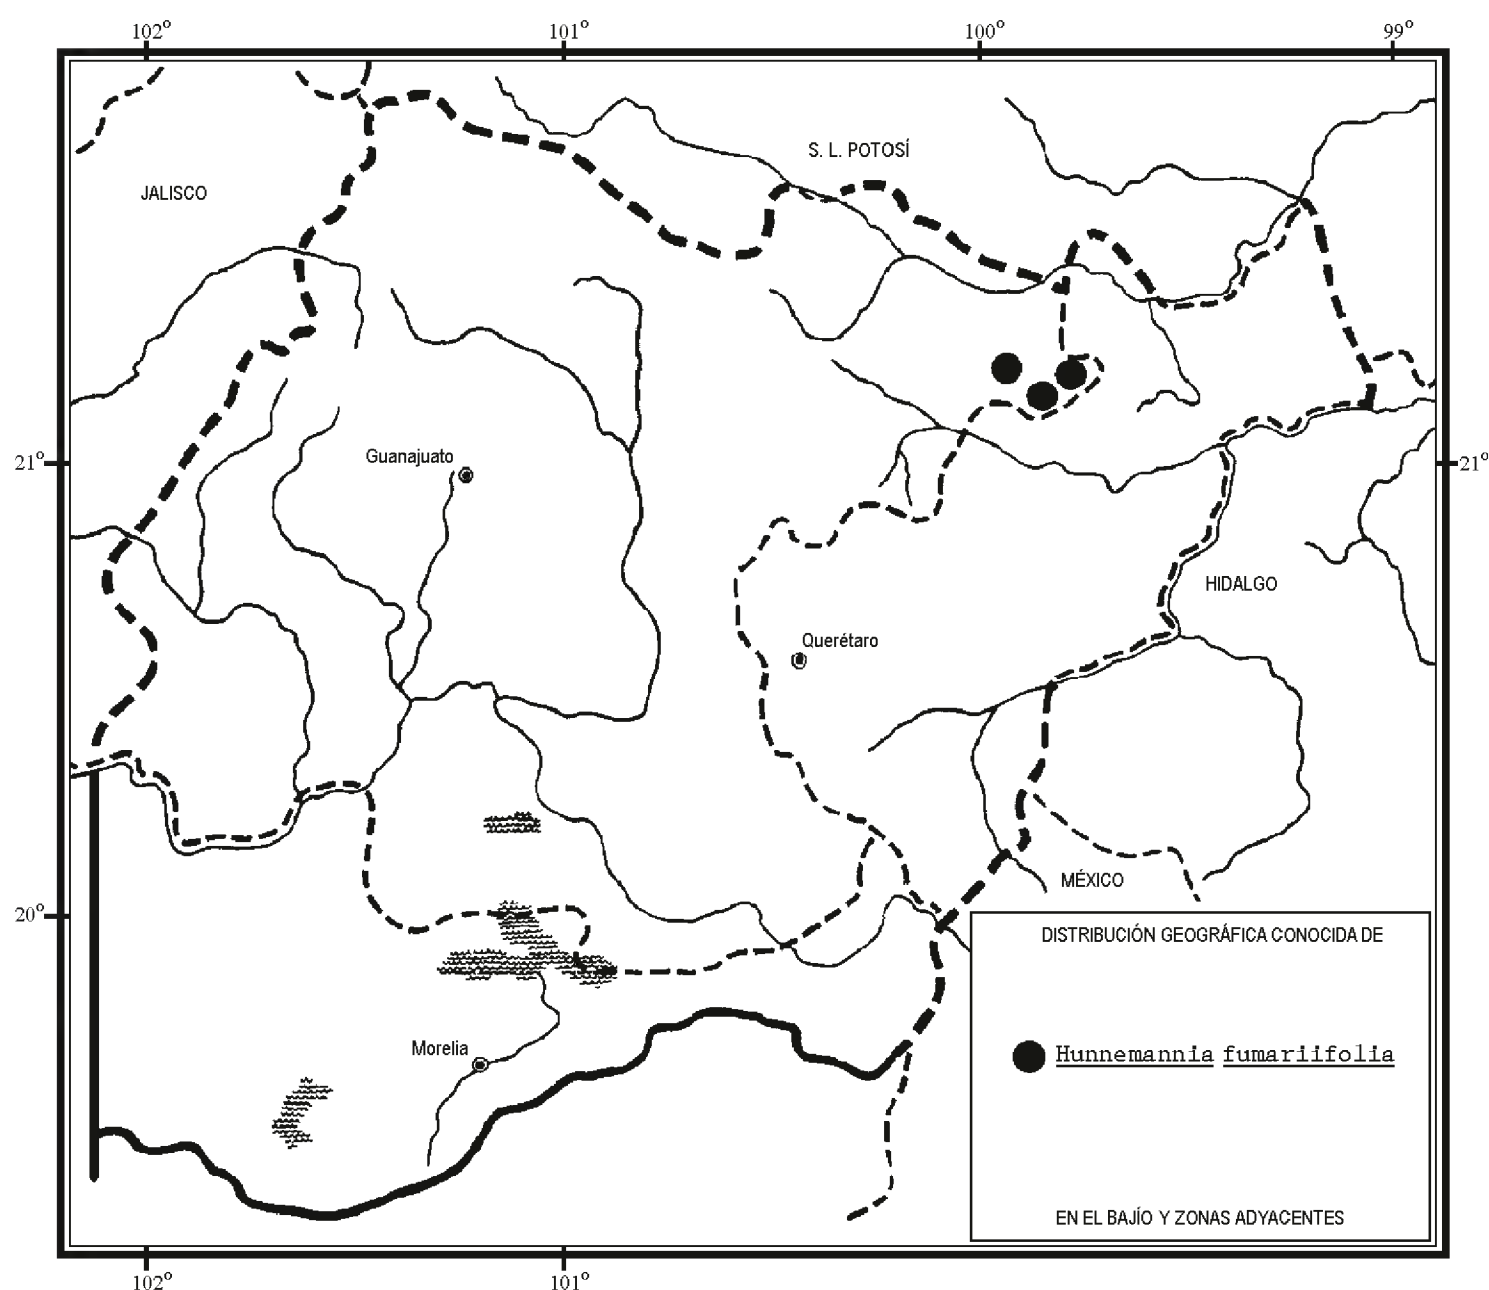 102° 101° 100° 99°
S. L. POTOSÍ
JALISCO
Guanajuato
21° 21°
HIDALGO
Querétaro
MÉXICO
20°
DISTRIBUCIÓN GEOGRÁFICA CONOCIDA DE
Morelia
Hunnemannia fumariifolia
EN EL BAJÍO Y ZONAS ADYACENTES
102° 101°